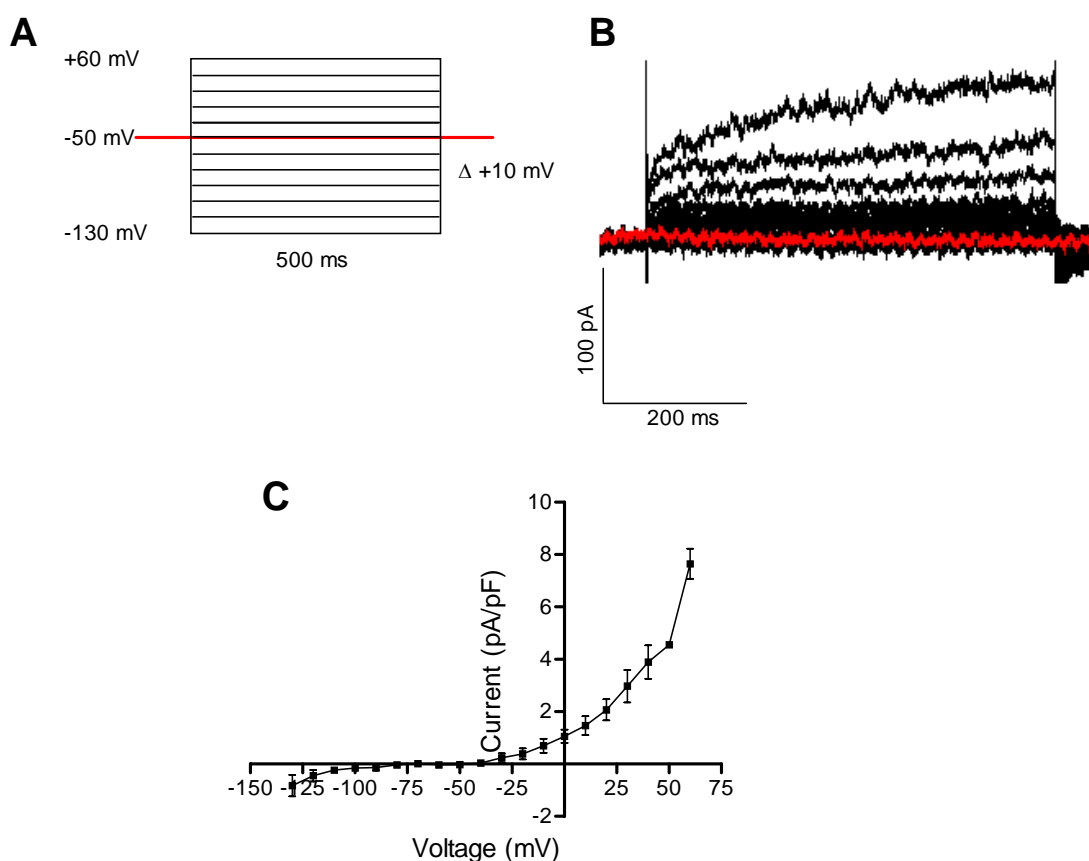 A
+60 mV
-50 mV
Δ +10 mV
-130 mV
500 ms
B
100 pA
200 ms
C
Current (pA/pF)
10
8
6
4
2
-2
-150
-125
-100
-75
-50
-25
25
50
75
Voltage (mV)